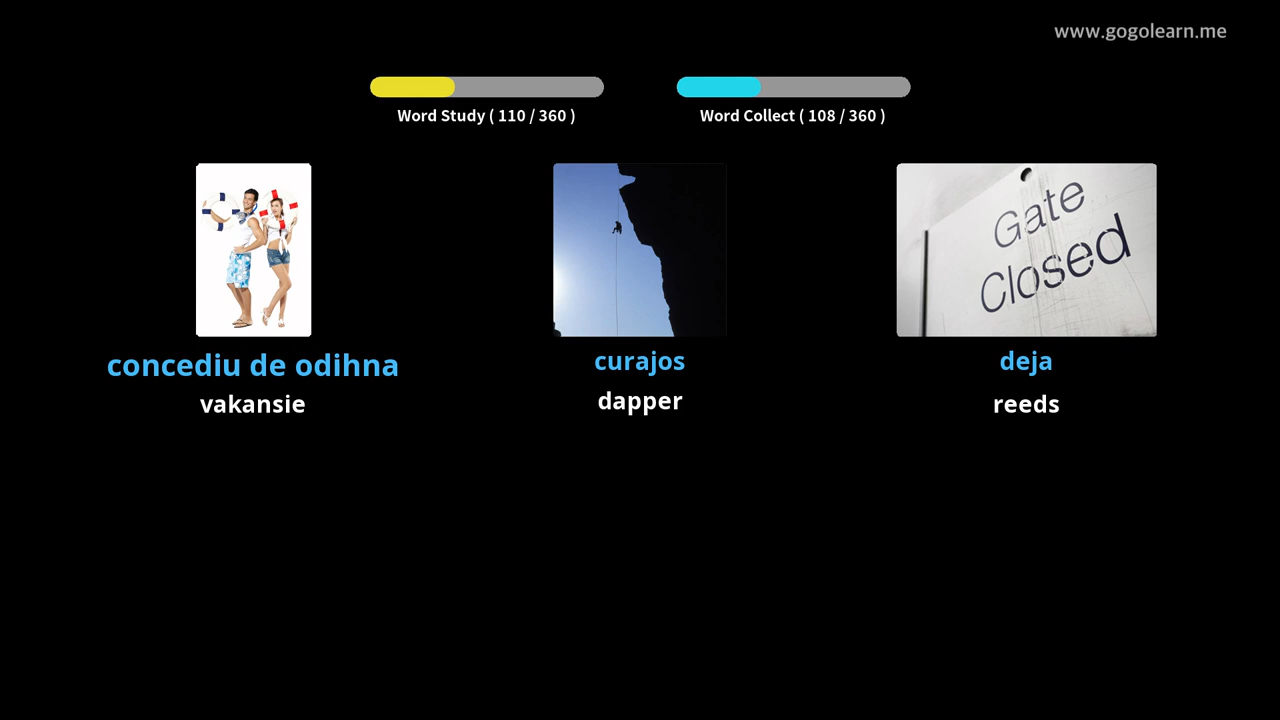 www.gogolearn.me
Word Study ( 110 / 360 )
Word Collect ( 108 / 360 )
Gate
Closed
concediu de odihna
curajos
deja
vakansie
dapper
reeds